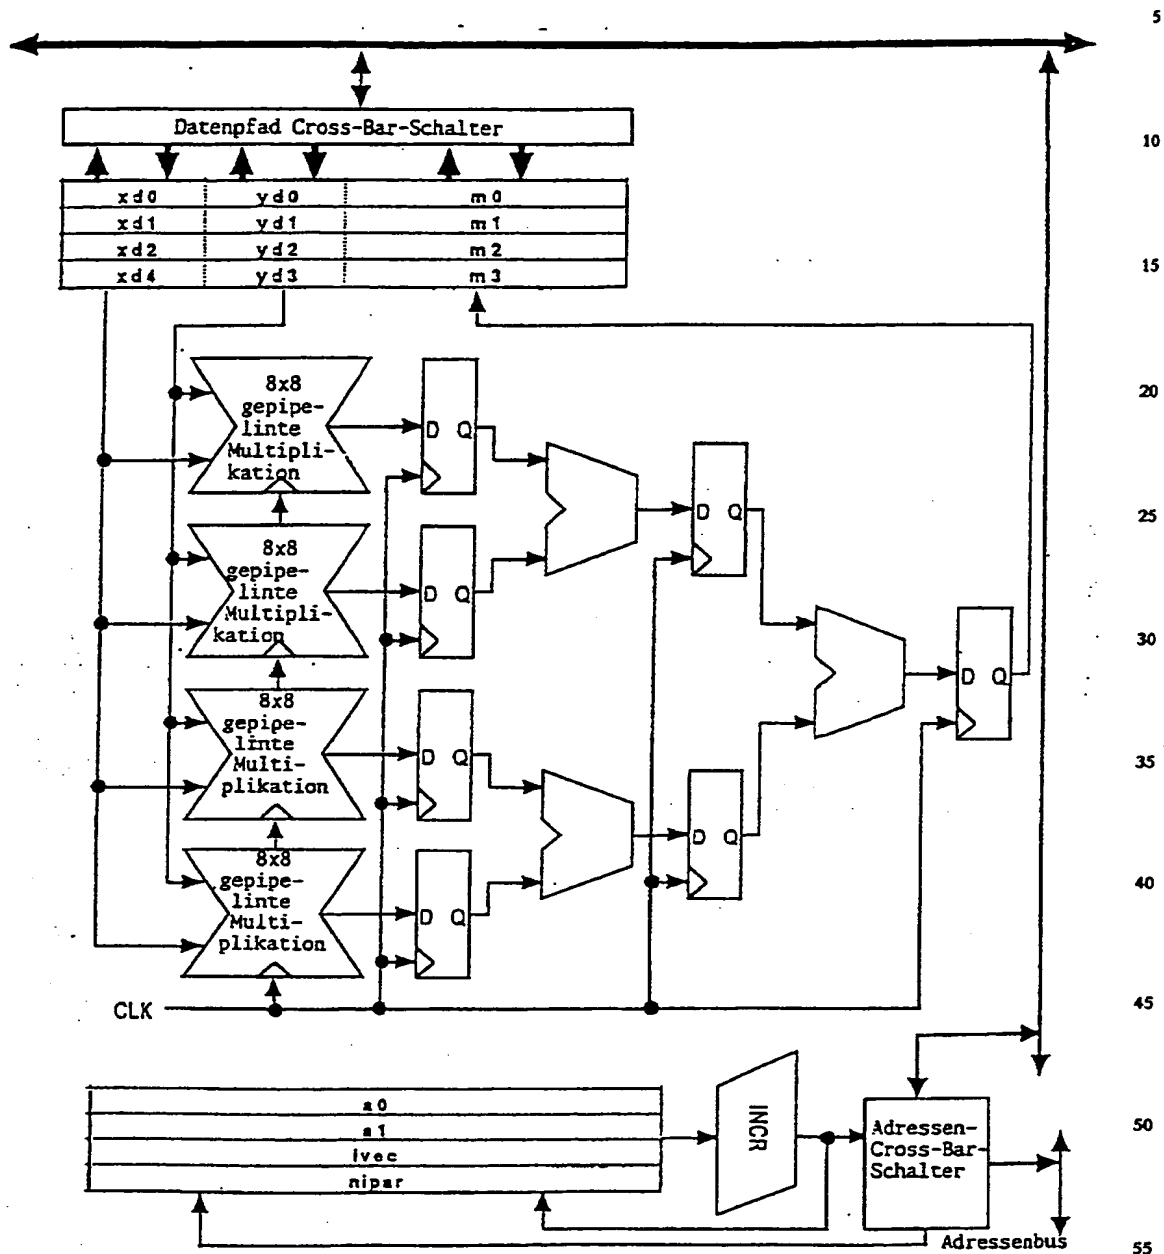 5
Datenpfad Cross-Bar-Schalter
10
xd0 yd0 m0
xd1 yd1 m1
xd2 yd2 m2
15
xd4 yd3 m3
20
8x8
gepipe-
linte
Multipli-
kation
D Q
25
D Q
8x8
gepipe-
linte
Multipli-
kation
D Q
30
D Q
8x8
gepipe-
linte
Multi-
plikation
D Q
35
D Q
8x8
gepipe-
linte
Multi-
plikation
D Q
40
CLK
45
a0
a1
ivec
nipar
INCR
50
Adressen-
Cross-Bar-
Schalter
Adressenbus
55